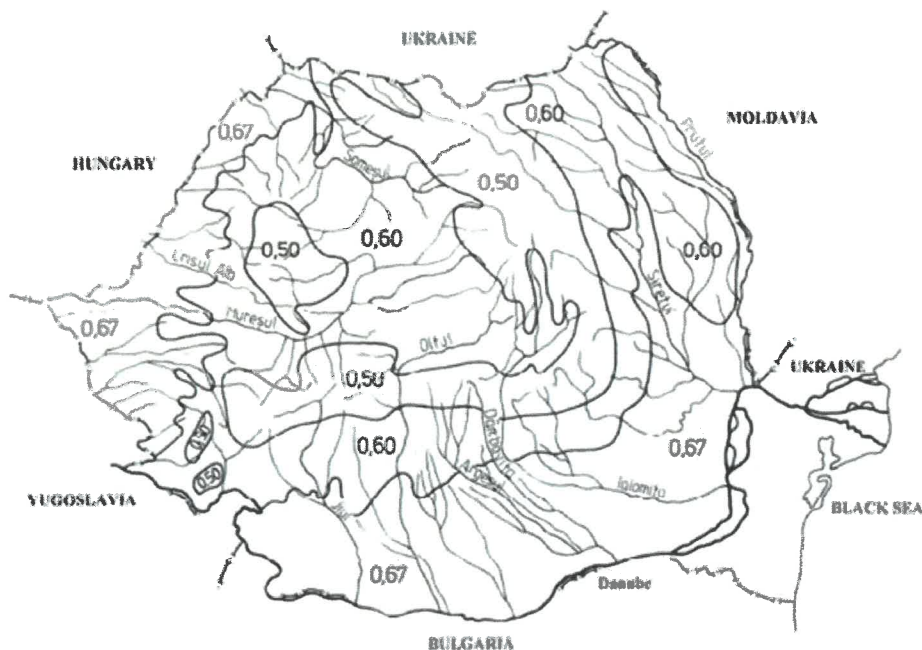 UKRAINE
0,60
MOLDAVIA
0,67
Prutul
HUNGARY
Somesul
0,50
0,60
0,50
0,60
Crisul Alb
Siretul
Muresul
0,67
Oltul
UKRAINE
0,50
0,50
0,60
0,67
0,50
Ialomita
YUGOSLAVIA
BLACK SEA
Jiul
0,67
Danube
BULGARIA